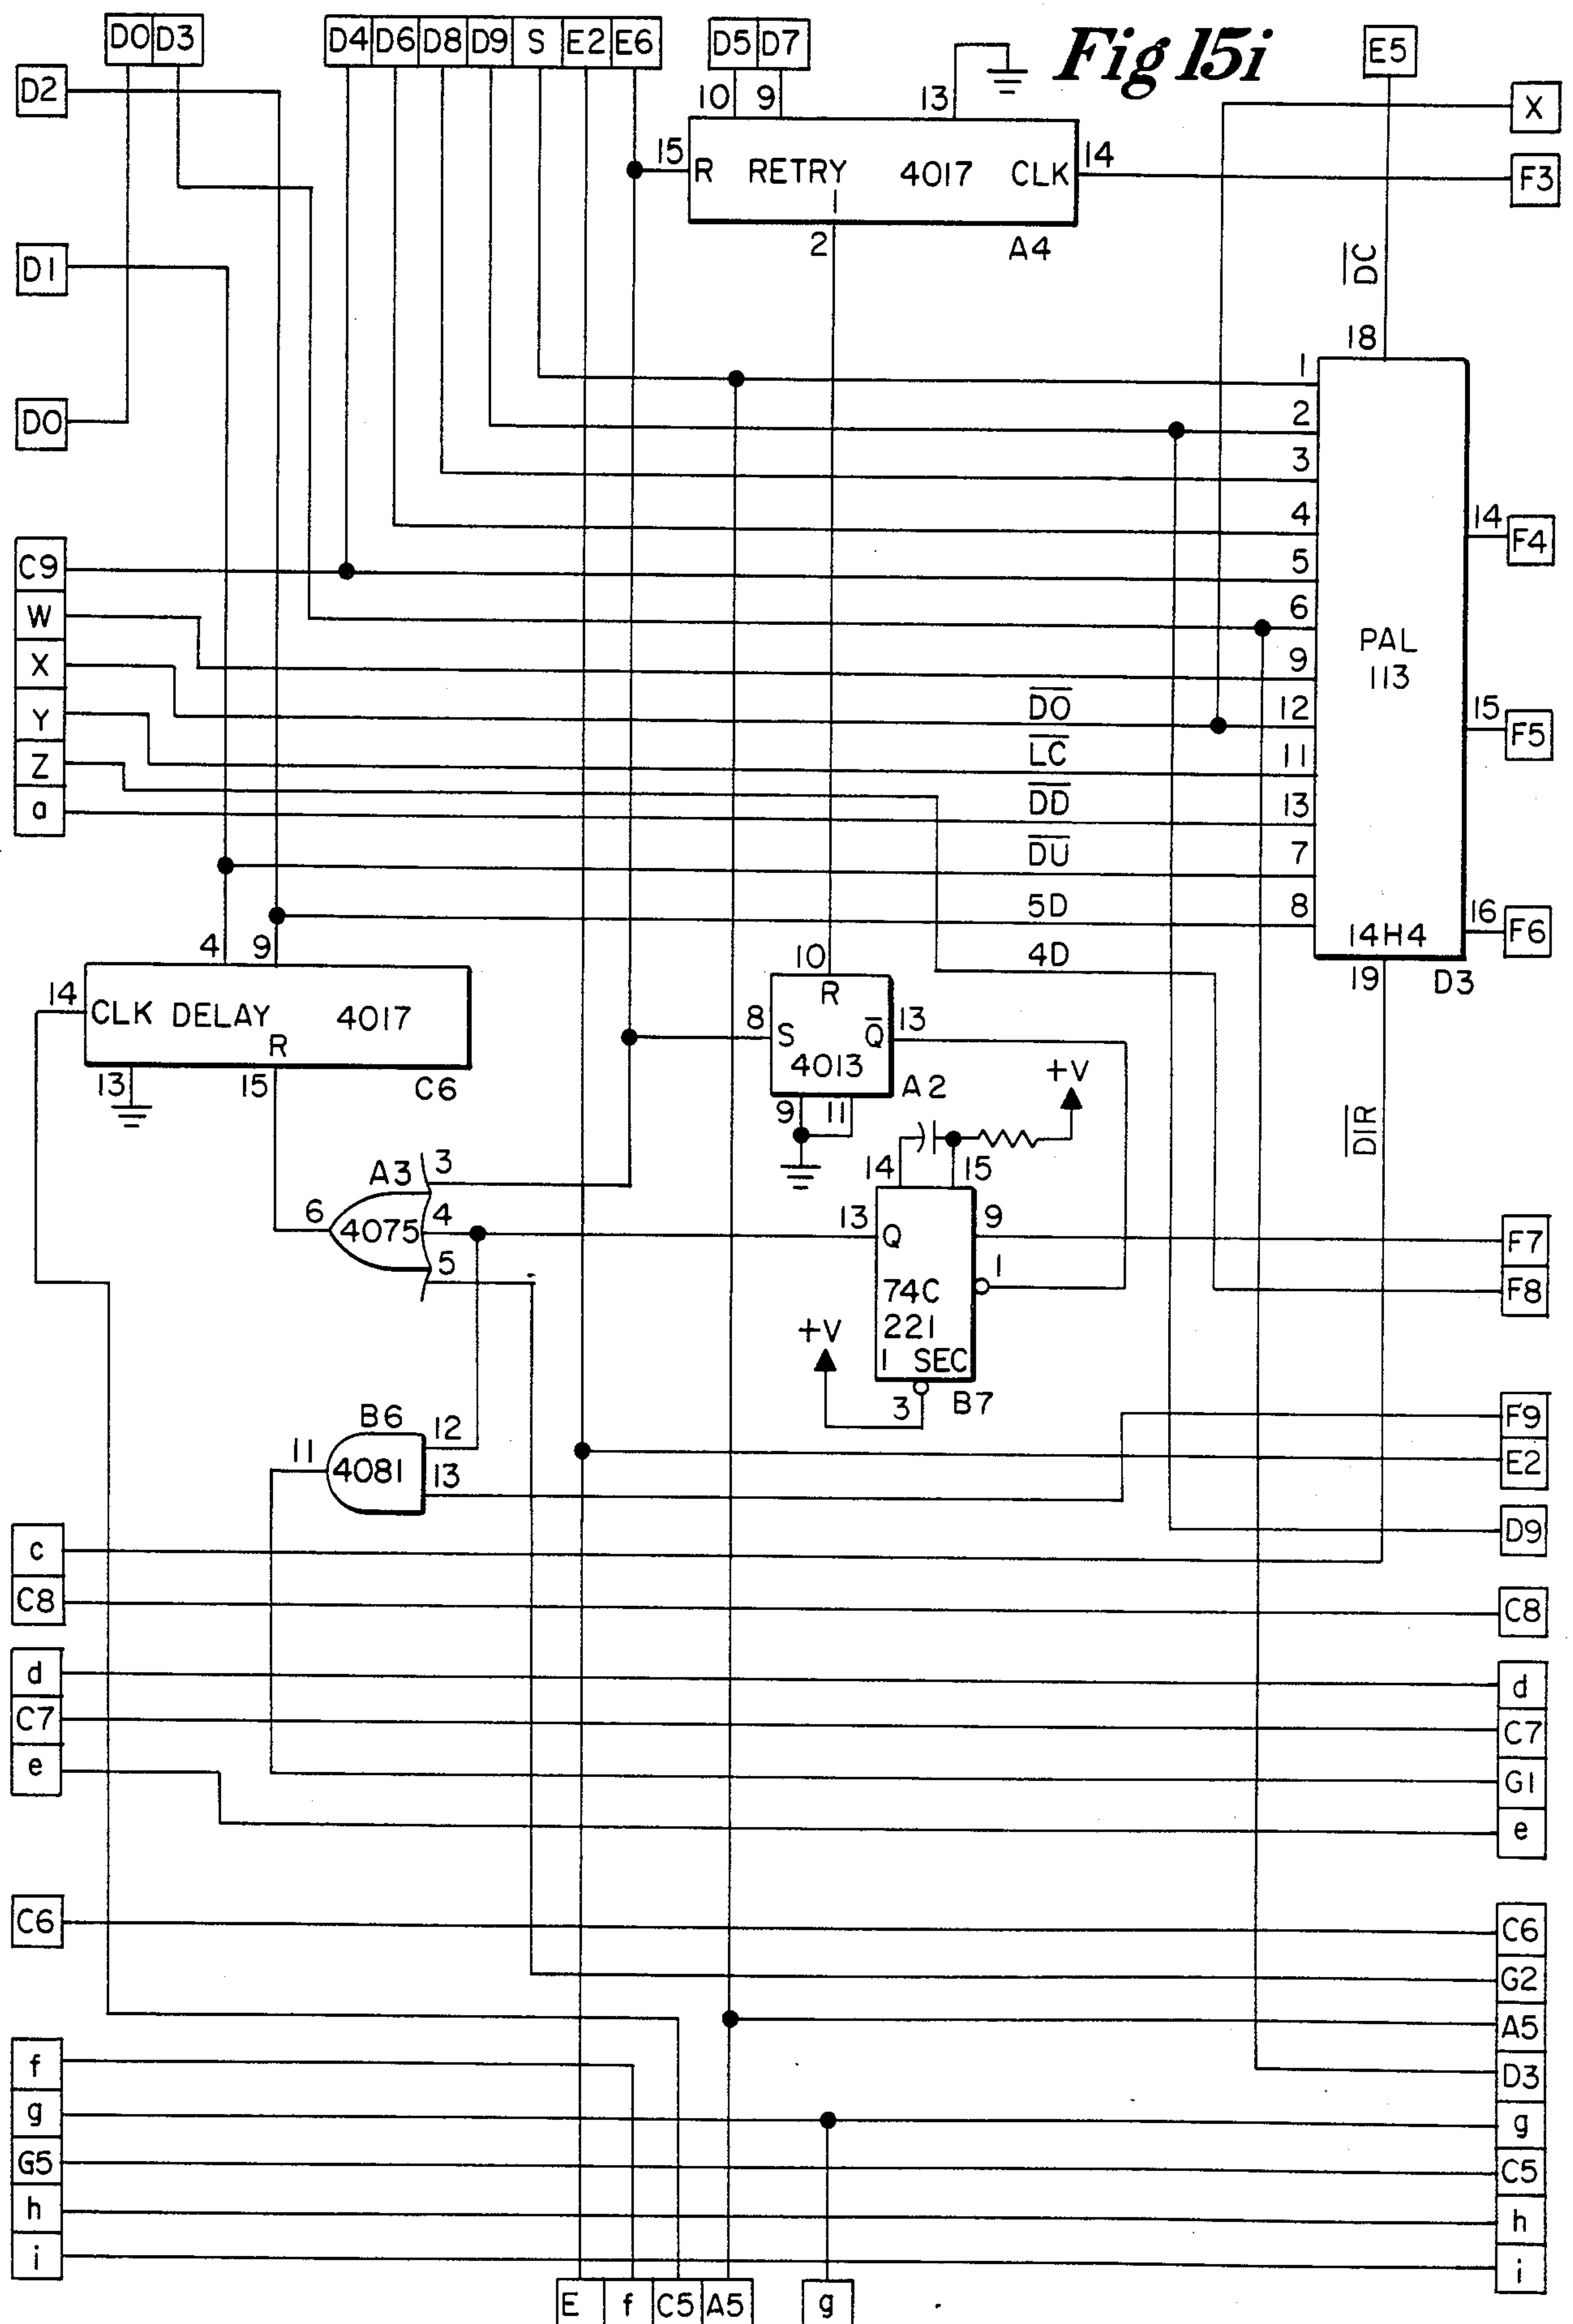 Fig 15i
D0 D3
D4 D6 D8 D9 S E2 E6
D5 D7
E5
D2
X
10 9 13
15 R RETRY 4017 CLK 14
F3
1
2
A4
D1
DC
18
D0
1
2
3
4
5
6
9
12
11
13
7
8
PAL
113
14H4
D3
19
14 F4
15 F5
16 F6
C9
W
X
Y
Z
a
DO
LC
DD
DU
5D
4D
4 9
14 CLK DELAY 4017
R
13 15 C6
10
R
8 S Q 13
4013
A2
9 11
+V
DIR
14 15
A3 3
6 4075 4
5
13 Q 9
1
74C
221
1 SEC
3 B7
+V
F7
F8
B6 12
11 4081 13
F9
E2
D9
c
C8
C8
d
C7
e
d
C7
G1
e
C6
C6
G2
A5
D3
f
g
G5
h
i
g
C5
h
i
E f C5 A5 g